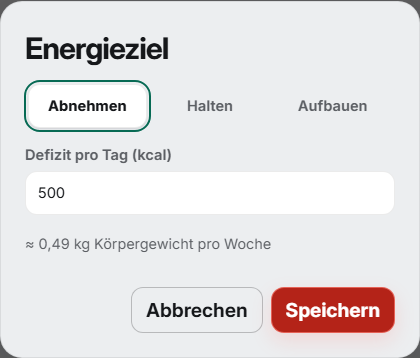 Energieziel
Abnehmen Halten Aufbauen
Defizit pro Tag (kcal)
500
≈ 0,49 kg Körpergewicht pro Woche
Abbrechen Speichern